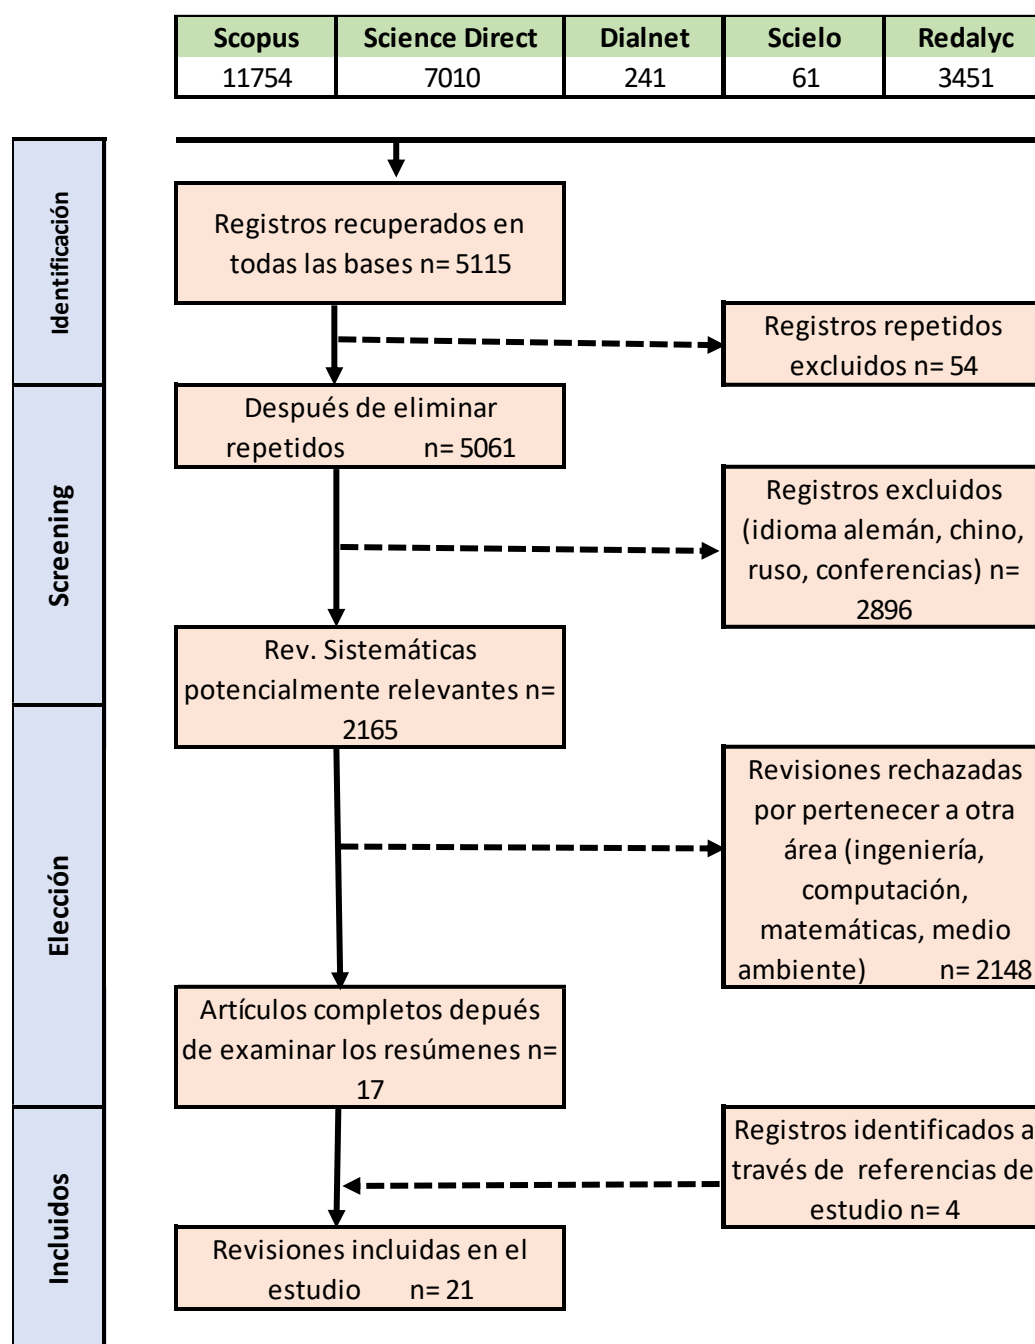 Scopus Science Direct Dialnet Scielo Redalyc
11754 7010 241 61 3451
Identificación
Registros recuperados en
todas las bases n= 5115
Registros repetidos
excluidos n= 54
Screening
Después de eliminar
repetidos n= 5061
Registros excluidos
(idioma alemán, chino,
ruso, conferencias) n=
2896
Rev. Sistemáticas
potencialmente relevantes n=
2165
Elección
Revisiones rechazadas
por pertenecer a otra
área (ingeniería,
computación,
matemáticas, medio
ambiente) n= 2148
Artículos completos depués
de examinar los resúmenes n=
17
Incluidos
Registros identificados a
través de referencias de
estudio n= 4
Revisiones incluidas en el
estudio n= 21